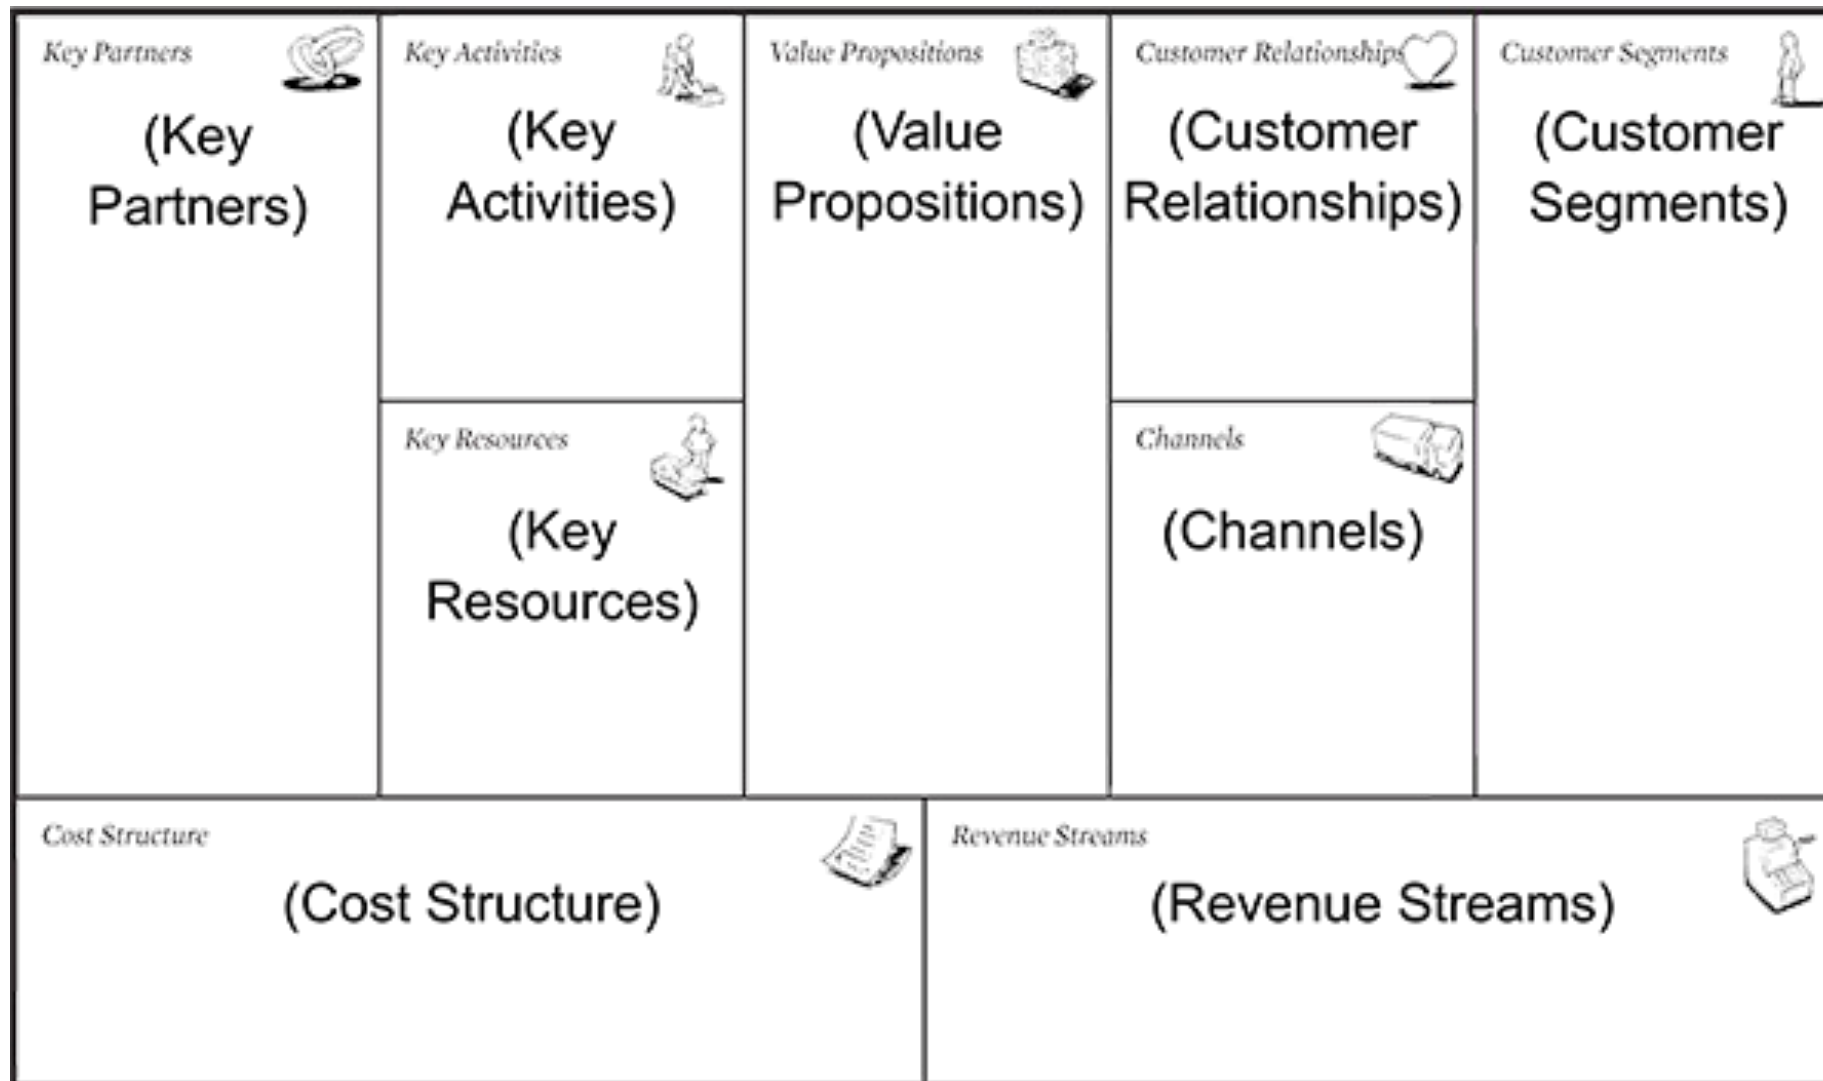 Key Partners
(Key
Partners)
Key Activities
(Key
Activities)
Key Resources
(Key
Resources)
Value Propositions
(Value
Propositions)
Customer Relationships
(Customer
Relationships)
Channels
(Channels)
Customer Segments
(Customer
Segments)
Cost Structure
(Cost Structure)
Revenue Streams
(Revenue Streams)